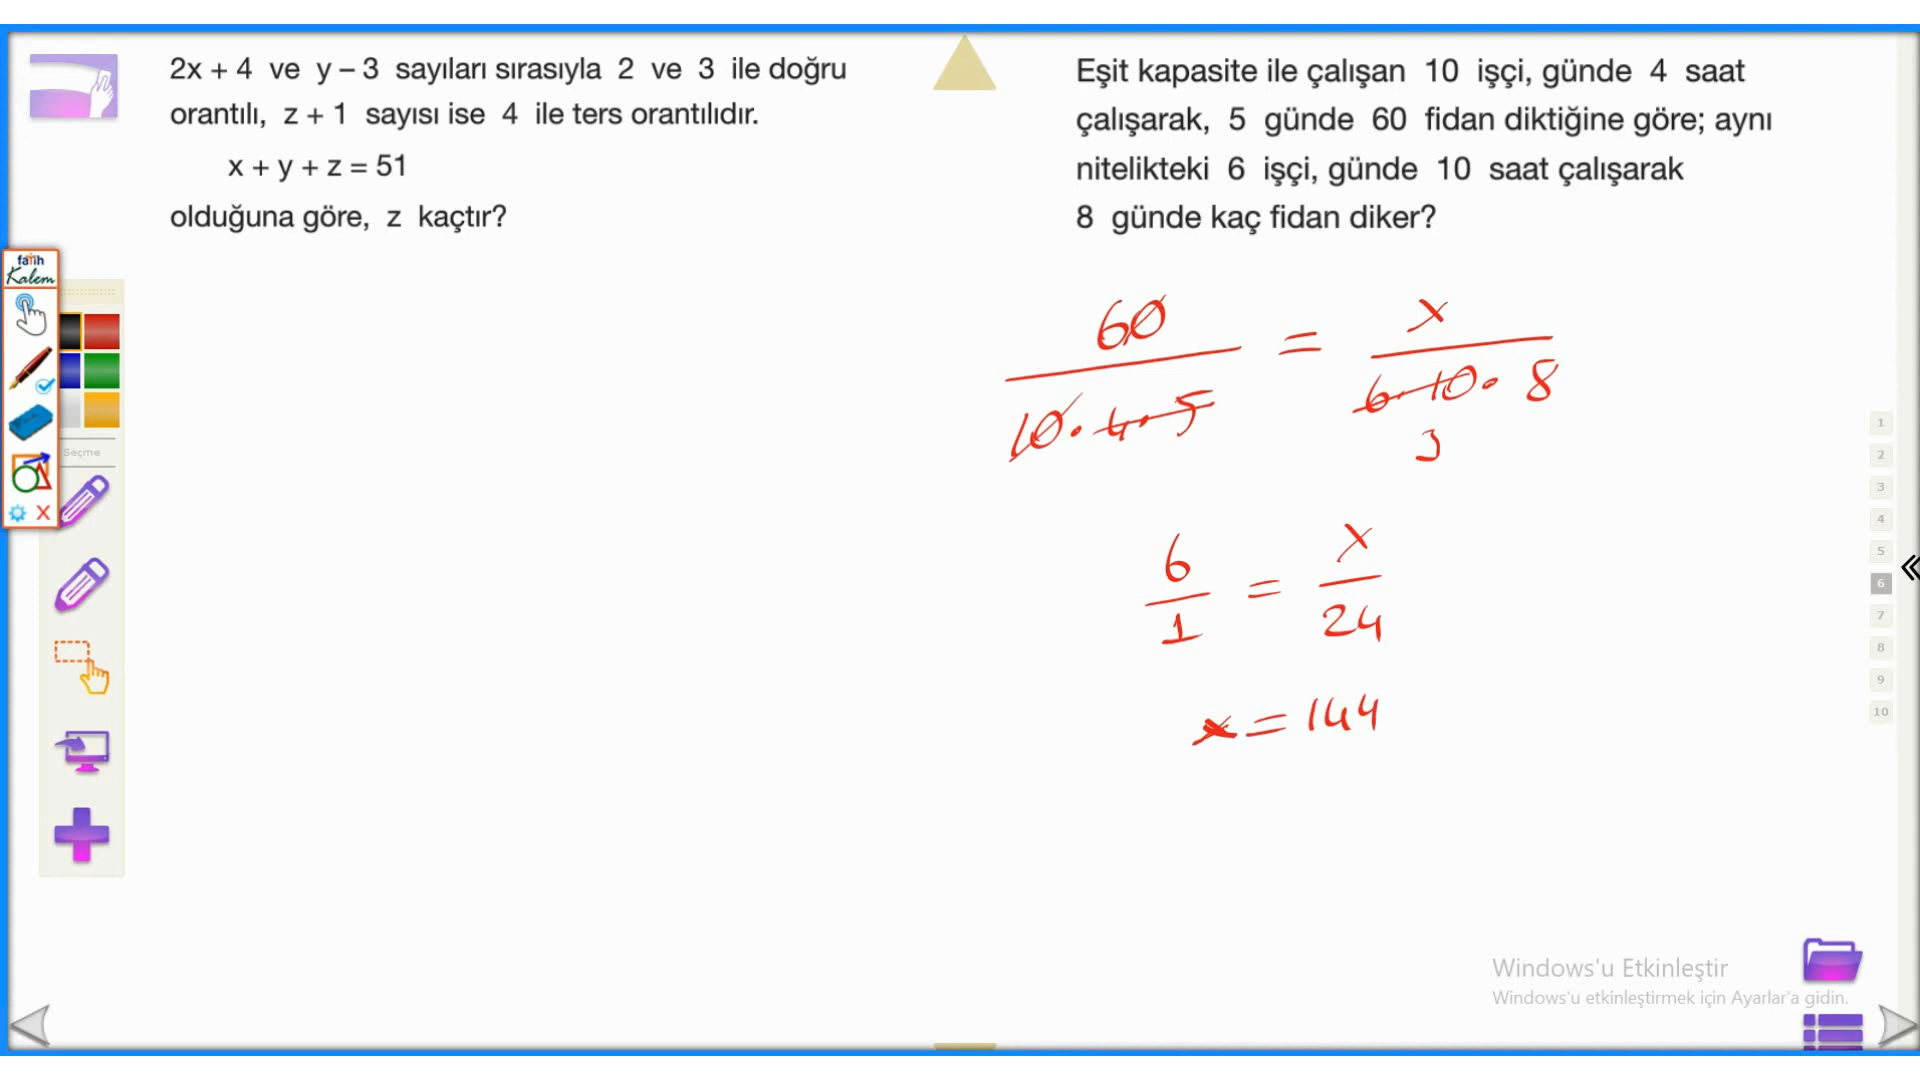 2x + 4 ve y – 3 sayıları sırasıyla 2 ve 3 ile doğru
orantılı, z + 1 sayısı ise 4 ile ters orantılıdır.
x + y + z = 51
olduğuna göre, z kaçtır?
Eşit kapasite ile çalışan 10 işçi, günde 4 saat
çalışarak, 5 günde 60 fidan diktiğine göre; aynı
nitelikteki 6 işçi, günde 10 saat çalışarak
8 günde kaç fidan diker?
60 / 10 · 4 · 5 = x / 6 · 10 · 8
3
6 / 1 = x / 24
x = 144
fatih
Kalem
Seçme
1
2
3
4
5
6
7
8
9
10
Windows'u Etkinleştir
Windows'u etkinleştirmek için Ayarlar'a gidin.